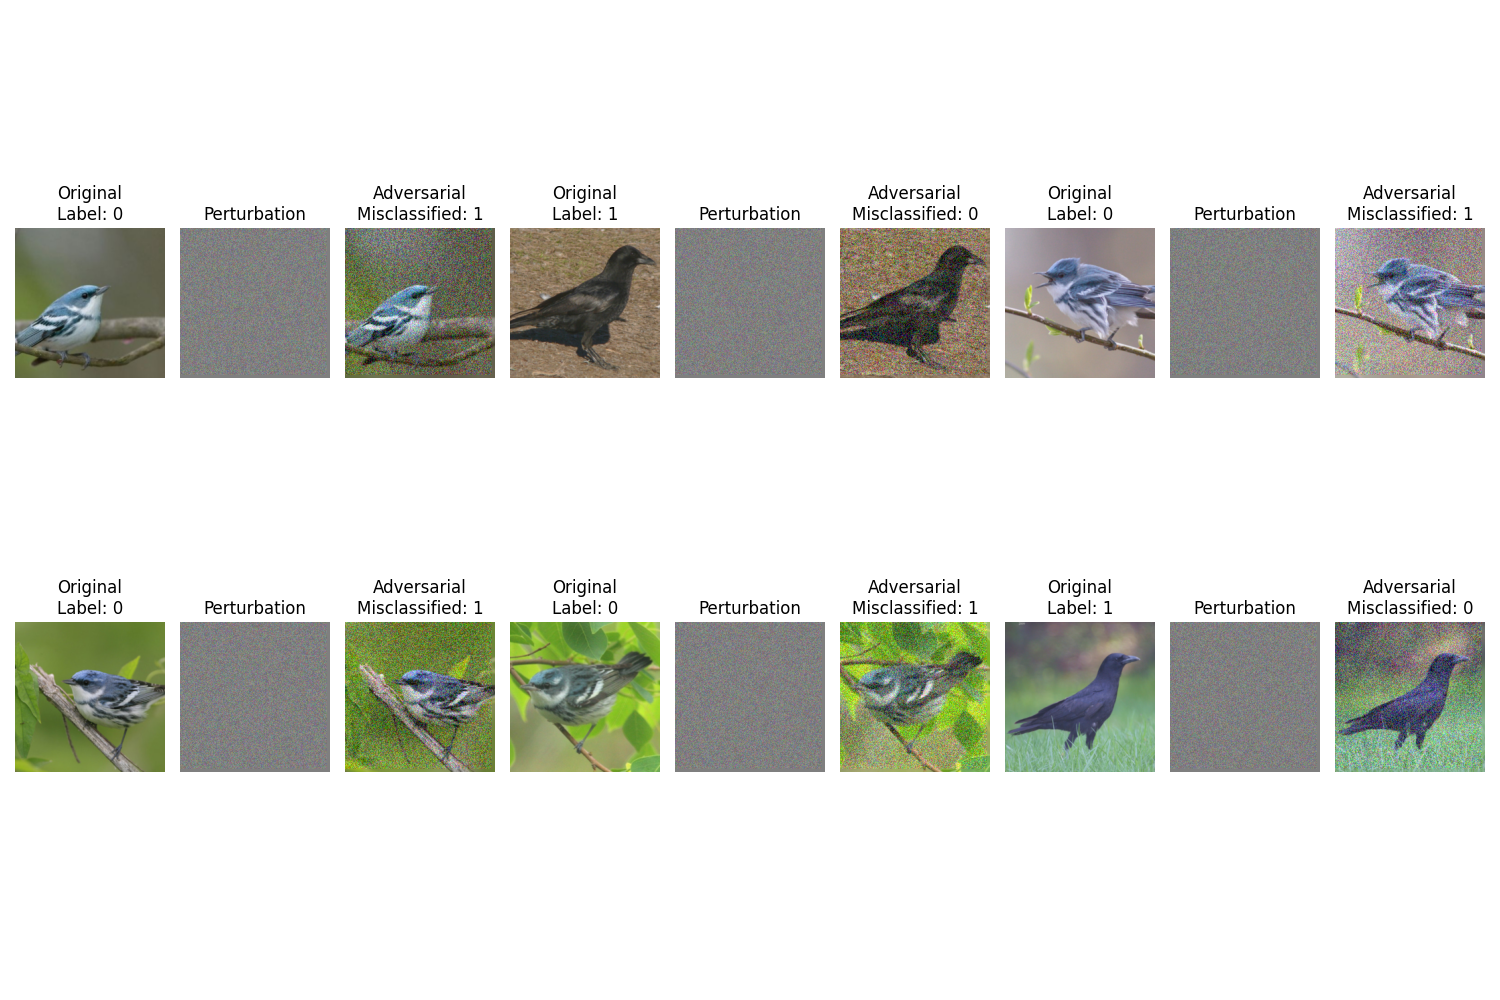 Original
Label: 0
Perturbation
Adversarial
Misclassified: 1
Original
Label: 1
Perturbation
Adversarial
Misclassified: 0
Original
Label: 0
Perturbation
Adversarial
Misclassified: 1
Original
Label: 0
Perturbation
Adversarial
Misclassified: 1
Original
Label: 0
Perturbation
Adversarial
Misclassified: 1
Original
Label: 1
Perturbation
Adversarial
Misclassified: 0